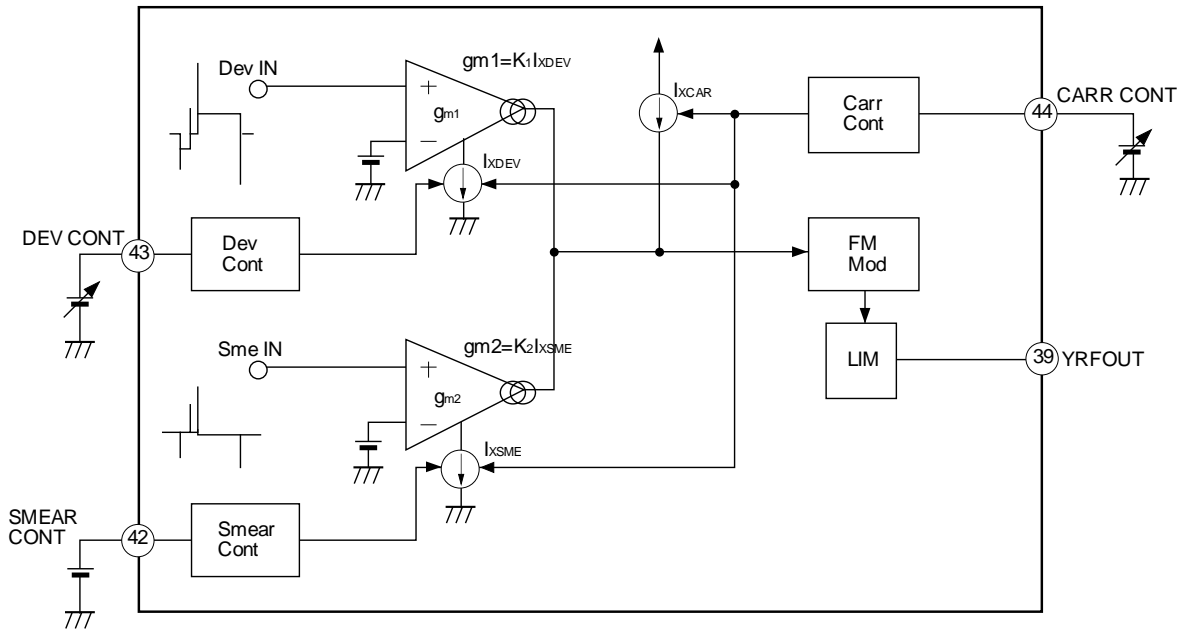 Dev IN
gm1=K1IXDEV
+
gm1
−
IXDEV
IXCAR
Carr
Cont
44
CARR CONT
DEV CONT
43
Dev
Cont
FM
Mod
Sme IN
gm2=K2IXSME
+
gm2
−
IXSME
LIM
39
YRFOUT
SMEAR
CONT
42
Smear
Cont